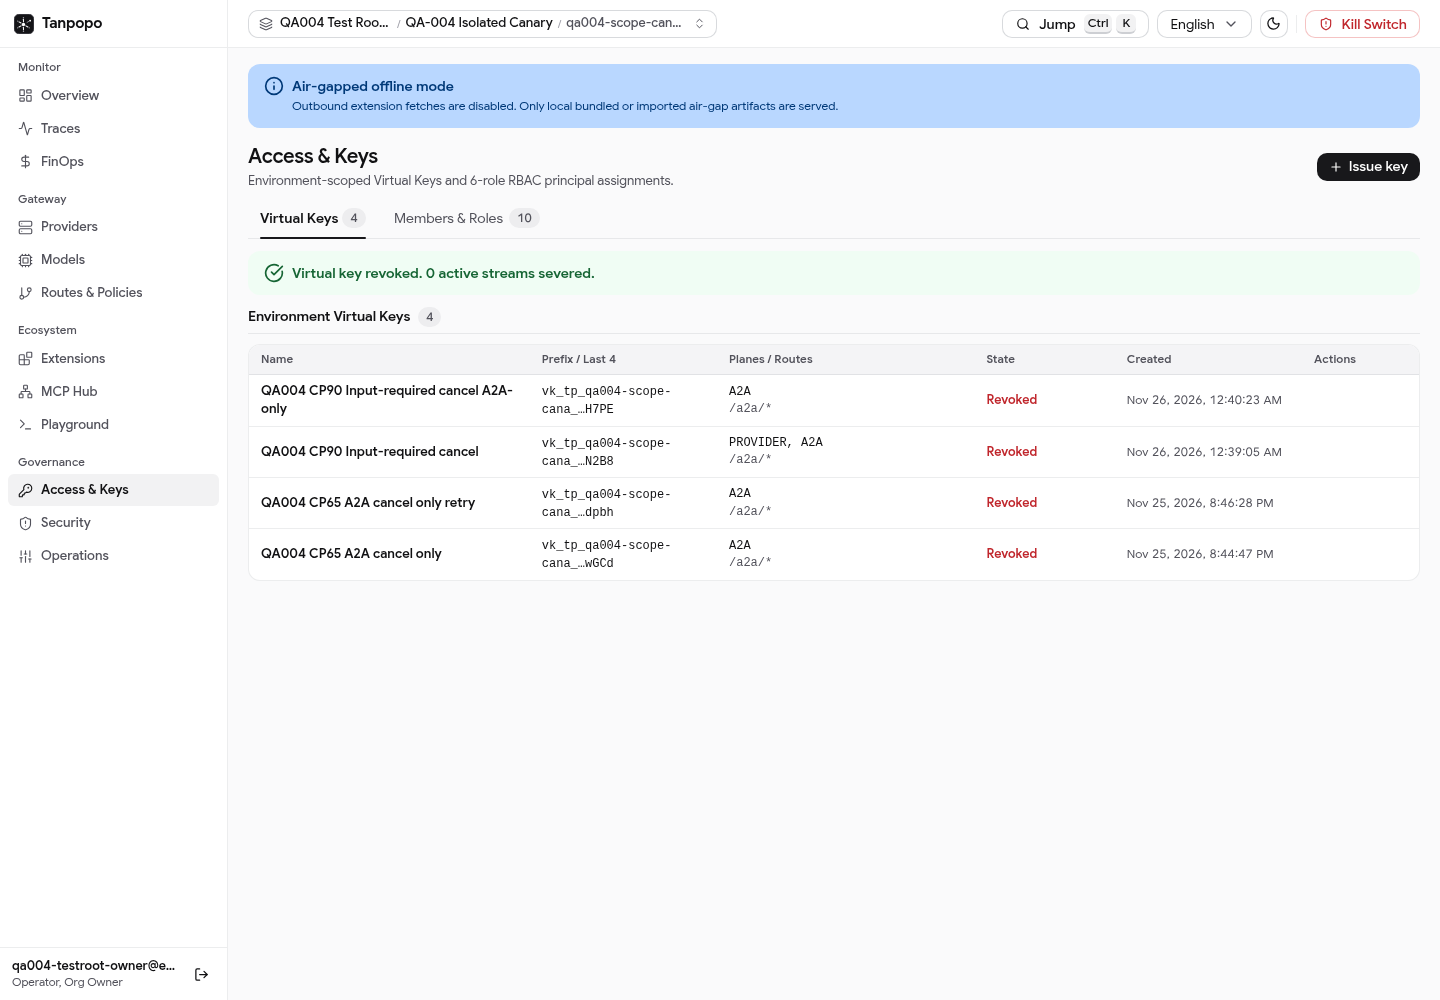 Tanpopo
QA004 Test Roo... / QA-004 Isolated Canary / qa004-scope-can...
Jump Ctrl K
English
Kill Switch
Monitor
Overview
Traces
FinOps
Gateway
Providers
Models
Routes & Policies
Ecosystem
Extensions
MCP Hub
Playground
Governance
Access & Keys
Security
Operations
qa004-testroot-owner@e...
Operator, Org Owner
Air-gapped offline mode
Outbound extension fetches are disabled. Only local bundled or imported air-gap artifacts are served.
Access & Keys
Environment-scoped Virtual Keys and 6-role RBAC principal assignments.
Issue key
Virtual Keys 4 Members & Roles 10
Virtual key revoked. 0 active streams severed.
Environment Virtual Keys 4
Name Prefix / Last 4 Planes / Routes State Created Actions
QA004 CP90 Input-required cancel A2A-
only
vk_tp_qa004-scope-
cana_…H7PE
A2A
/a2a/*
Revoked
Nov 26, 2026, 12:40:23 AM
QA004 CP90 Input-required cancel
vk_tp_qa004-scope-
cana_…N2B8
PROVIDER, A2A
/a2a/*
Revoked
Nov 26, 2026, 12:39:05 AM
QA004 CP65 A2A cancel only retry
vk_tp_qa004-scope-
cana_…dpbh
A2A
/a2a/*
Revoked
Nov 25, 2026, 8:46:28 PM
QA004 CP65 A2A cancel only
vk_tp_qa004-scope-
cana_…wGCd
A2A
/a2a/*
Revoked
Nov 25, 2026, 8:44:47 PM